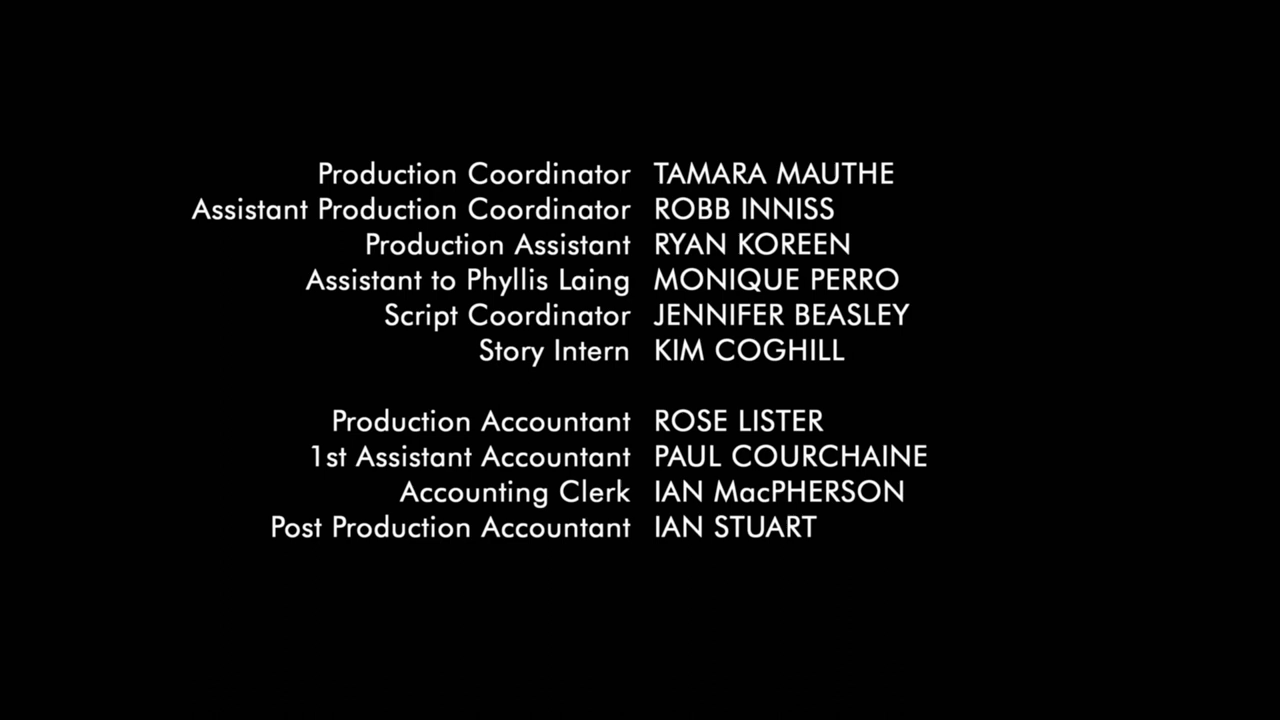 Production Coordinator TAMARA MAUTHE
Assistant Production Coordinator ROBB INNISS
Production Assistant RYAN KOREEN
Assistant to Phyllis Laing MONIQUE PERRO
Script Coordinator JENNIFER BEASLEY
Story Intern KIM COGHILL
Production Accountant ROSE LISTER
1st Assistant Accountant PAUL COURCHAINE
Accounting Clerk IAN MacPHERSON
Post Production Accountant IAN STUART